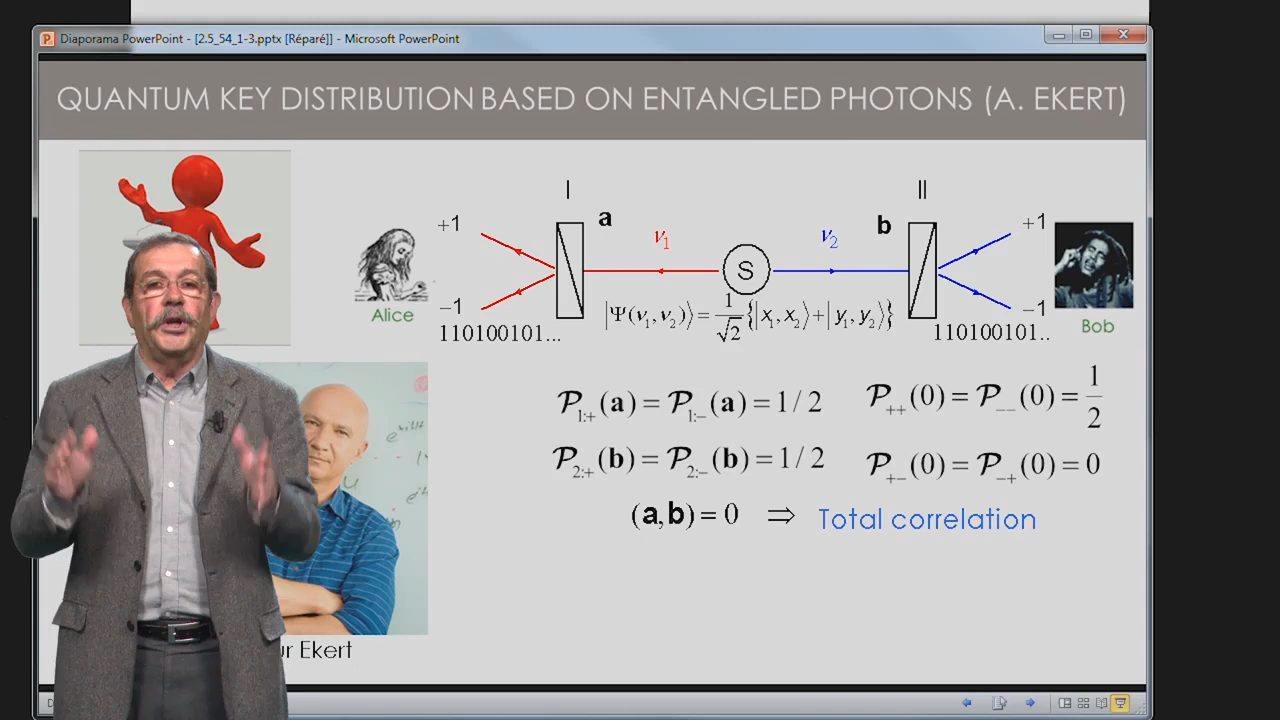 Diaporama PowerPoint - [2.5_54_1-3.pptx [Réparé]] - Microsoft PowerPoint
QUANTUM KEY DISTRIBUTION BASED ON ENTANGLED PHOTONS (A. EKERT)
I
II
+1
a
ν₁
S
ν₂
b
+1
−1
−1
Alice
Bob
|Ψ(ν₁,ν₂)⟩ = 1/√2 {|x₁,x₂⟩+|y₁,y₂⟩}
110100101...
110100101..
𝒫₁:₊(a) = 𝒫₁:₋(a) = 1/2
𝒫₊₊(0) = 𝒫₋₋(0) = 1/2
𝒫₂:₊(b) = 𝒫₂:₋(b) = 1/2
𝒫₊₋(0) = 𝒫₋₊(0) = 0
(a,b) = 0 ⇒ Total correlation
Ekert